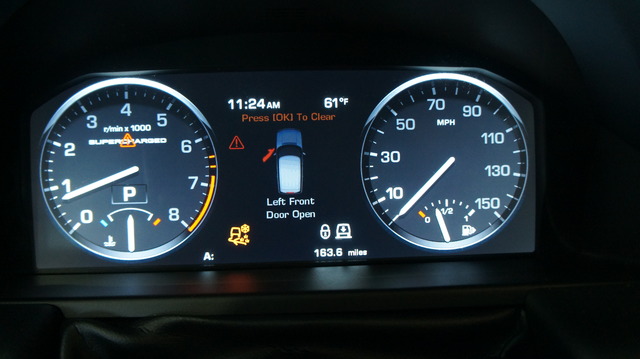 11:24AM 61°F
Press [OK] To Clear
Left Front
Door Open
A: 163.6 miles
0 1 2 3 4 5 6 7 8
r/min x 1000
SUPERCHARGED
P
10 30 50 70 90 110 130 150
MPH
0 1/2 1